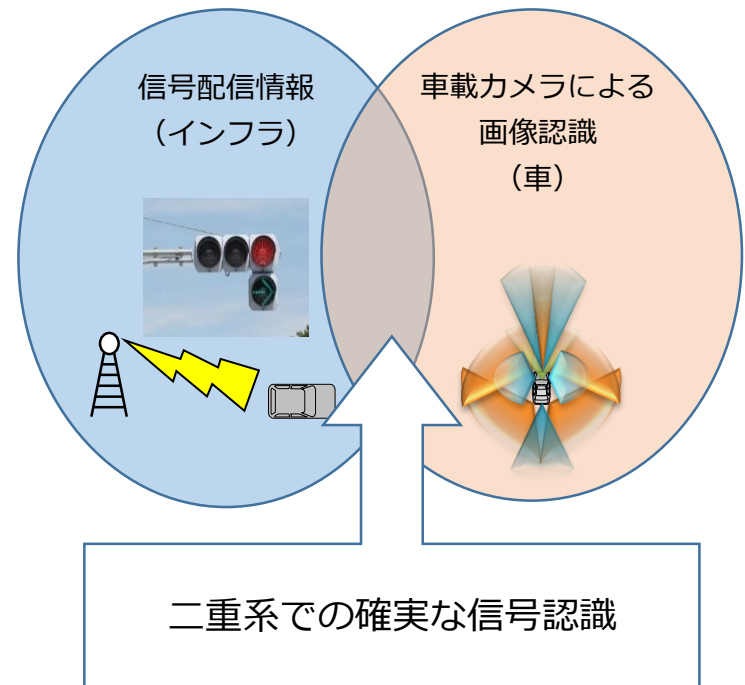 信号配信情報
（インフラ）
車載カメラによる
画像認識
（車）
二重系での確実な信号認識